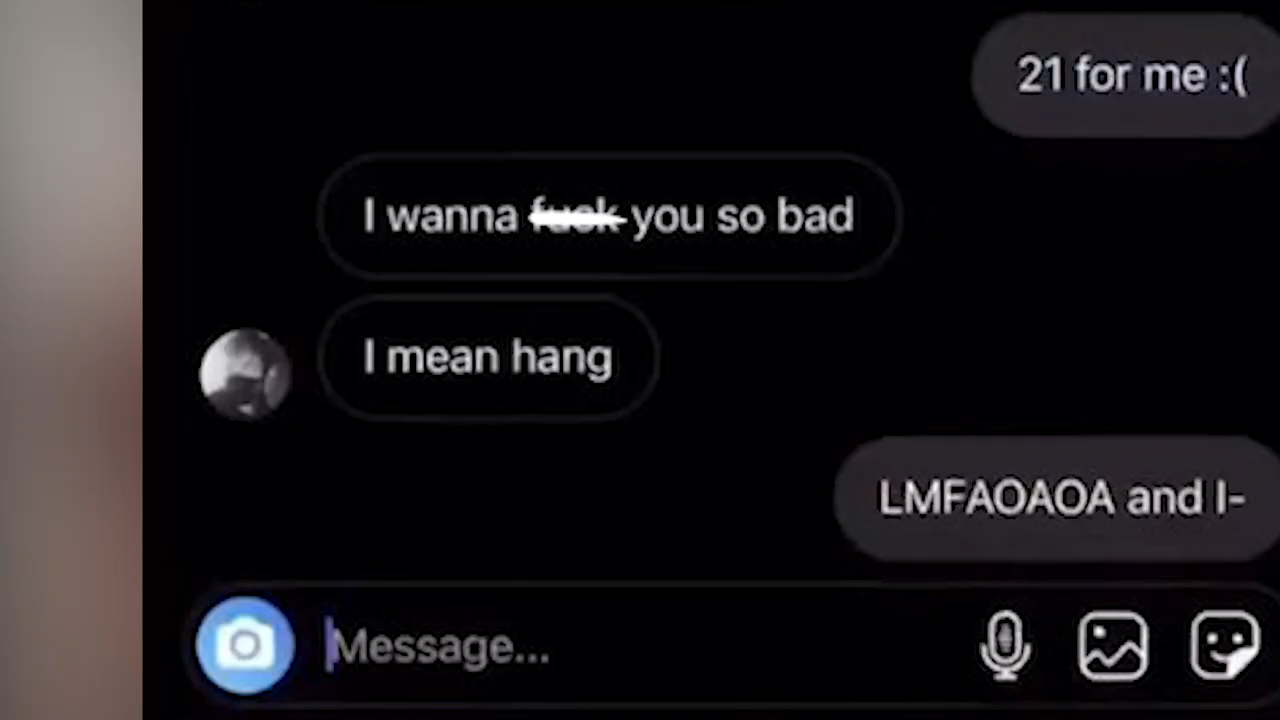 21 for me :(
I wanna fuck you so bad
I mean hang
LMFAOAOA and I-
Message...